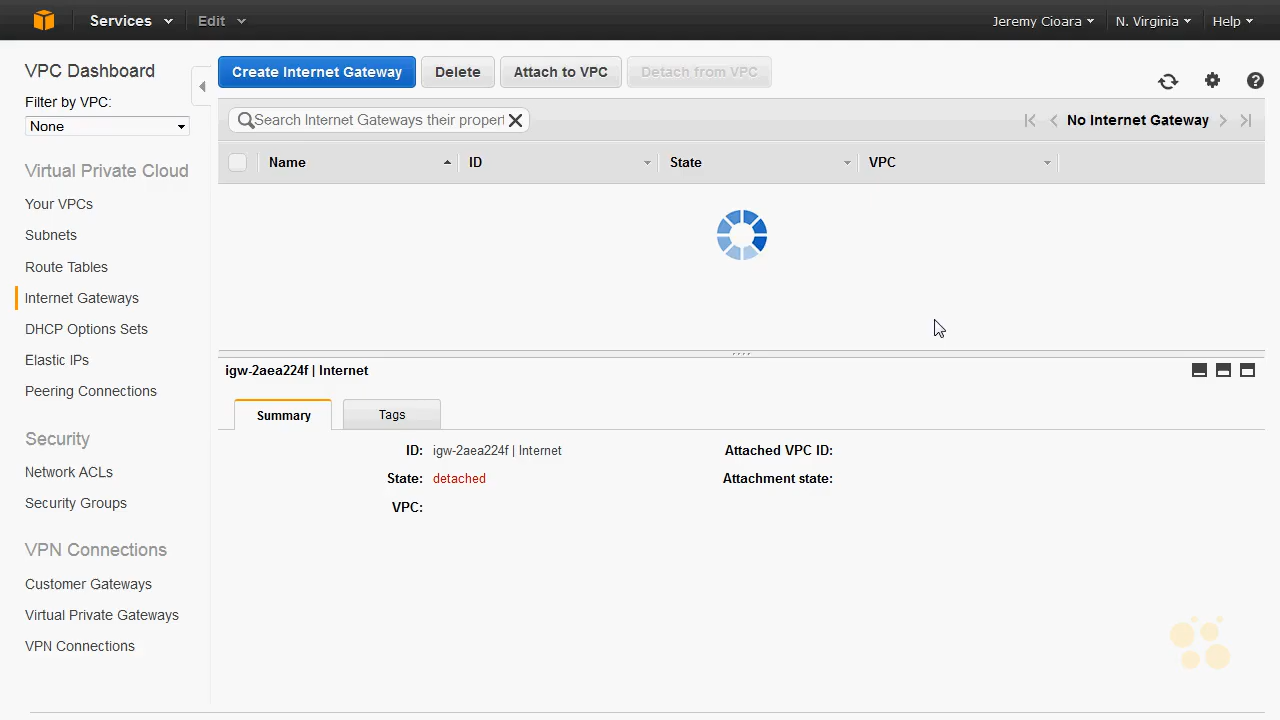 Services Edit Jeremy Cioara N. Virginia Help
VPC Dashboard
Filter by VPC:
None
Virtual Private Cloud
Your VPCs
Subnets
Route Tables
Internet Gateways
DHCP Options Sets
Elastic IPs
Peering Connections
Security
Network ACLs
Security Groups
VPN Connections
Customer Gateways
Virtual Private Gateways
VPN Connections
Create Internet Gateway Delete Attach to VPC Detach from VPC
Search Internet Gateways their propert No Internet Gateway
Name ID State VPC
igw-2aea224f | Internet
Summary Tags
ID: igw-2aea224f | Internet Attached VPC ID:
State: detached Attachment state:
VPC: